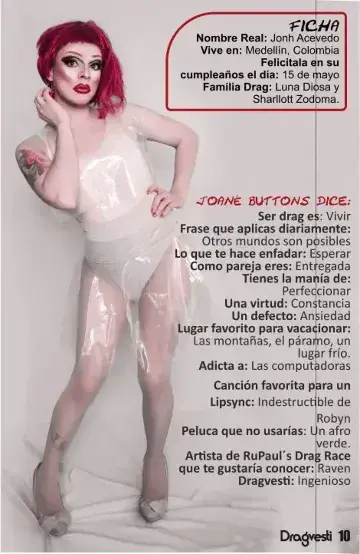 FICHA
Nombre Real: Jonh Acevedo
Vive en: Medellín, Colombia
Felicitala en su
cumpleaños el día: 15 de mayo
Familia Drag: Luna Diosa y
Sharllott Zodoma.
JOANE BUTTONS DICE:
Ser drag es: Vivir
Frase que aplicas diariamente:
Otros mundos son posibles
Lo que te hace enfadar: Esperar
Como pareja eres: Entregada
Tienes la manía de:
Perfeccionar
Una virtud: Constancia
Un defecto: Ansiedad
Lugar favorito para vacacionar:
Las montañas, el páramo, un
lugar frío.
Adicta a: Las computadoras
Canción favorita para un
Lipsync: Indestructible de
Robyn
Peluca que no usarías: Un afro
verde.
Artista de RuPaul´s Drag Race
que te gustaría conocer: Raven
Dragvesti: Ingenioso
Dragvesti 10